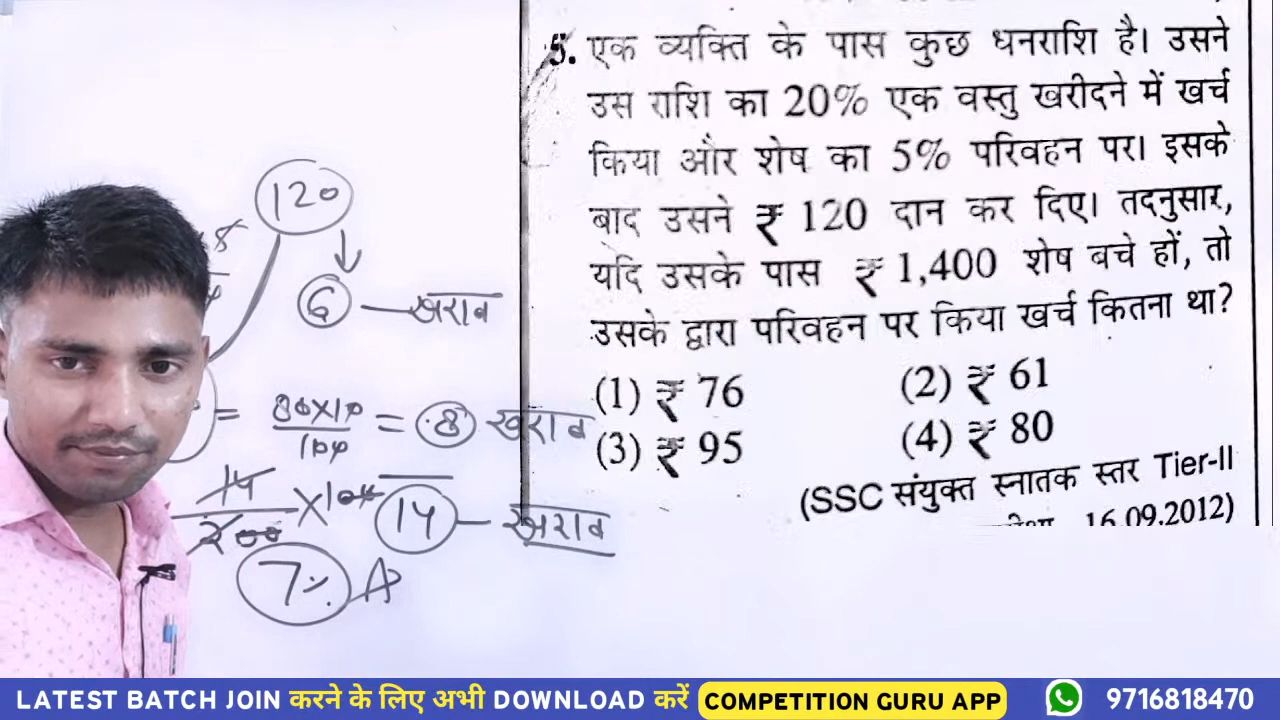 5. एक व्यक्ति के पास कुछ धनराशि है। उसने
उस राशि का 20% एक वस्तु खरीदने में खर्च
किया और शेष का 5% परिवहन पर। इसके
बाद उसने ₹ 120 दान कर दिए। तदनुसार,
यदि उसके पास ₹ 1,400 शेष बचे हों, तो
उसके द्वारा परिवहन पर किया खर्च कितना था?
(1) ₹ 76 (2) ₹ 61
(3) ₹ 95 (4) ₹ 80
(SSC संयुक्त स्नातक स्तर Tier-II
16.09.2012)
120
6 — खराब
= 80×10 = 8 खराब
100
14 ×100 14 — खराब
200
7% A
LATEST BATCH JOIN करने के लिए अभी DOWNLOAD करें COMPETITION GURU APP 9716818470